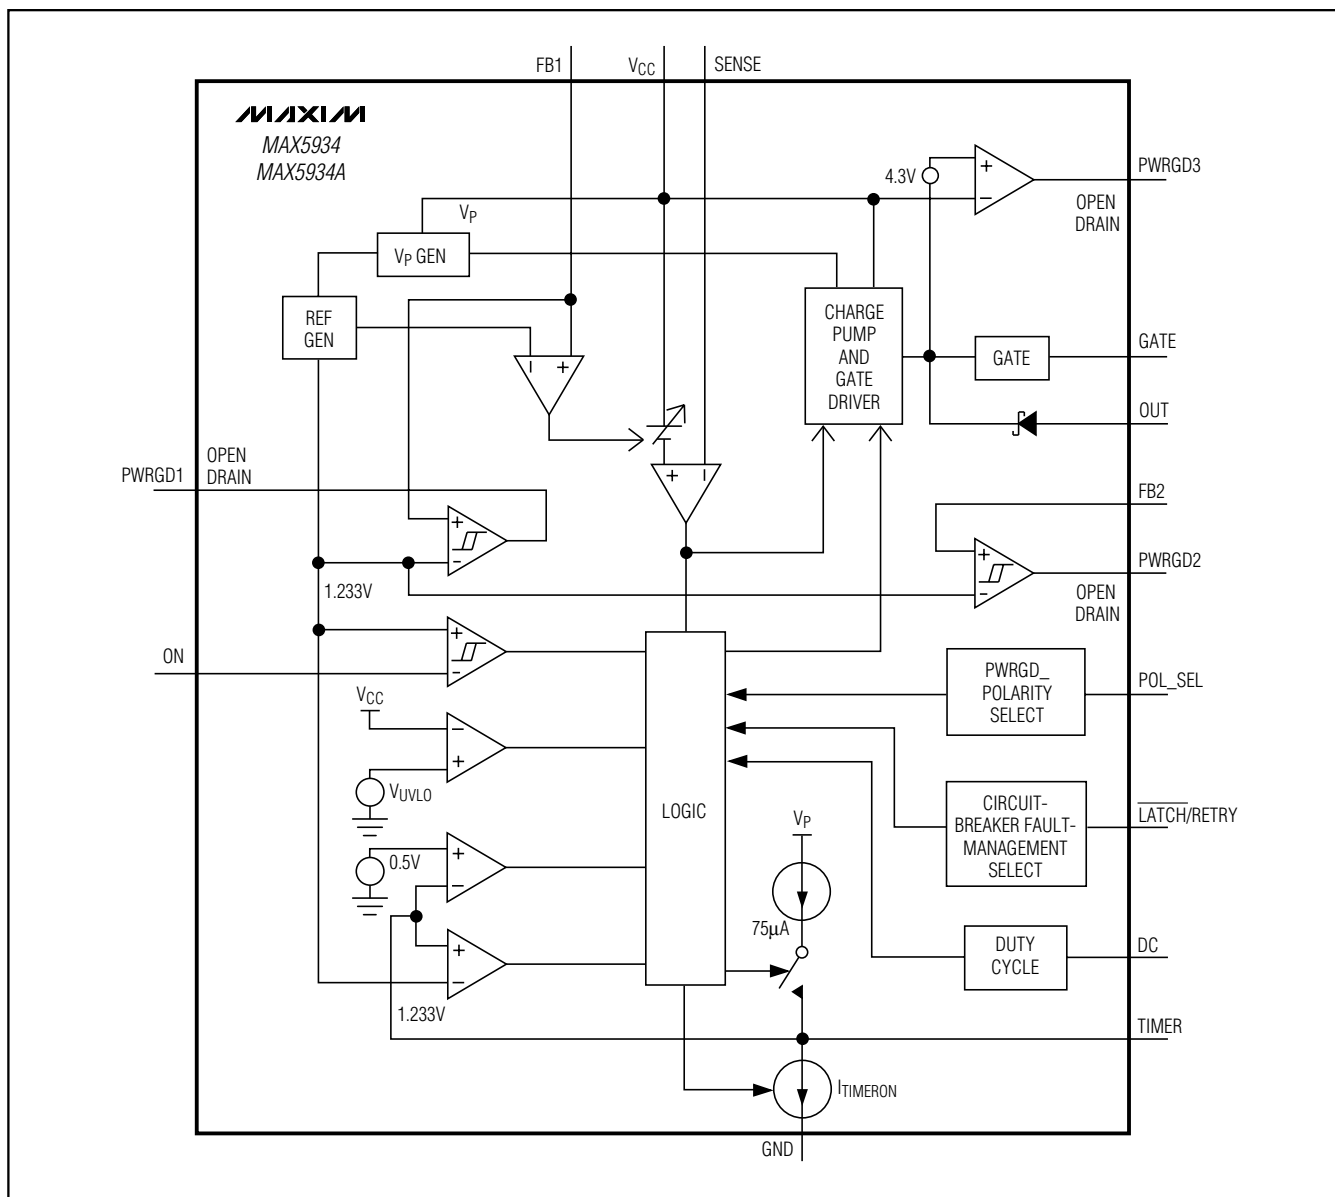 FB1
VCC
SENSE
MAXIM
MAX5934
MAX5934A
4.3V
+
−
PWRGD3
OPEN
DRAIN
VP
VP GEN
REF
GEN
CHARGE
PUMP
AND
GATE
DRIVER
GATE
GATE
OUT
− +
OPEN
DRAIN
PWRGD1
+ −
FB2
+
−
+
−
PWRGD2
OPEN
DRAIN
1.233V
ON
+
−
PWRGD_
POLARITY
SELECT
POL_SEL
VCC
−
+
VUVLO
LOGIC
CIRCUIT-
BREAKER FAULT-
MANAGEMENT
SELECT
LATCH/RETRY
VP
0.5V
+
−
75µA
DUTY
CYCLE
DC
+
−
1.233V
TIMER
ITIMERON
GND